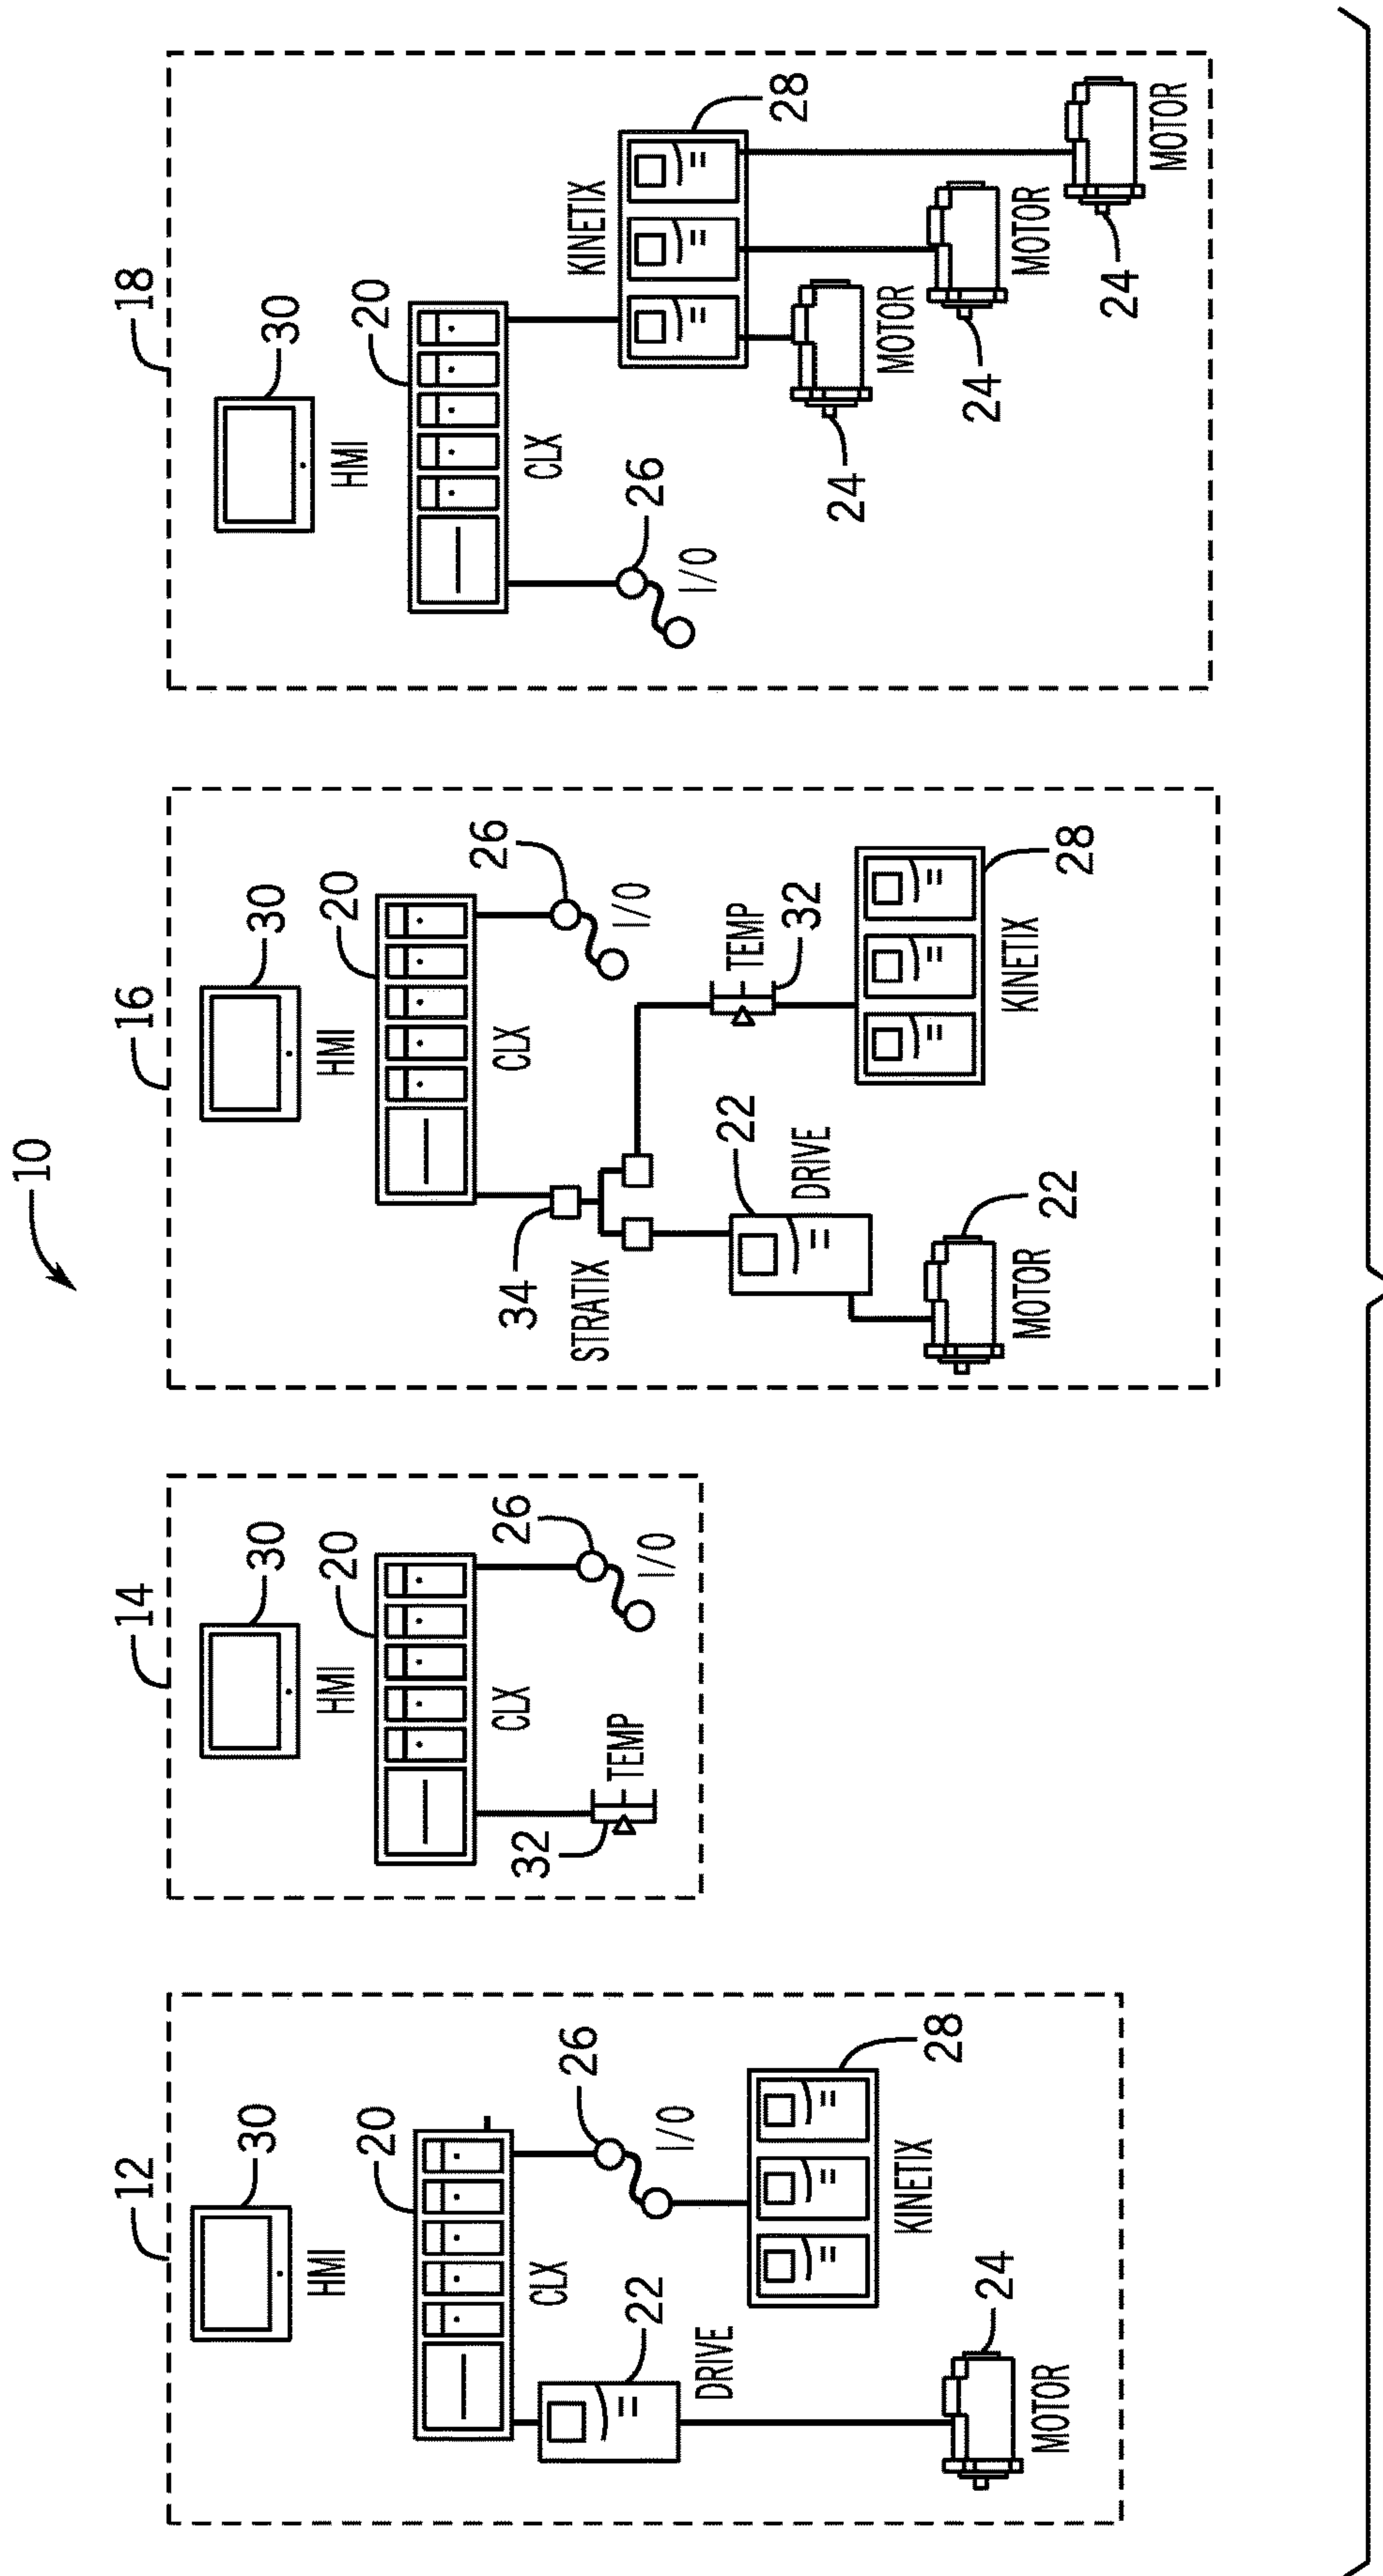 10
12
30
HMI
20
CLX
26
I/O
22
DRIVE
28
KINETIX
24
MOTOR
14
30
HMI
20
CLX
26
I/O
32
TEMP
16
30
HMI
20
CLX
26
I/O
34
STRATIX
TEMP
32
22
DRIVE
28
KINETIX
22
MOTOR
18
30
HMI
20
CLX
26
I/O
KINETIX
28
24
MOTOR
24
MOTOR
24
MOTOR